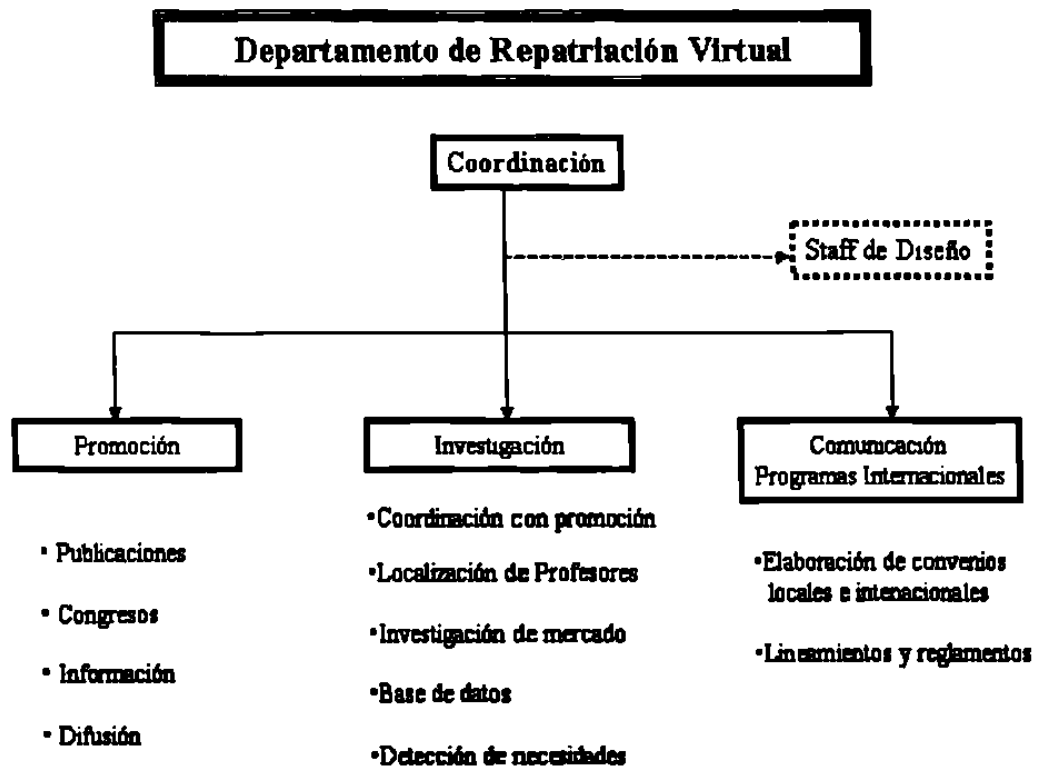 Departamento de Repatriación Virtual
Coordinación
Staff de Diseño
Promoción
Investigación
Comunicación
Programas Internacionales
• Publicaciones
• Congresos
• Información
• Difusión
•Coordinación con promoción
•Localización de Profesores
•Investigación de mercado
•Base de datos
•Detección de necesidades
•Elaboración de convenios
locales e intenacionales
•Lineamientos y reglamentos